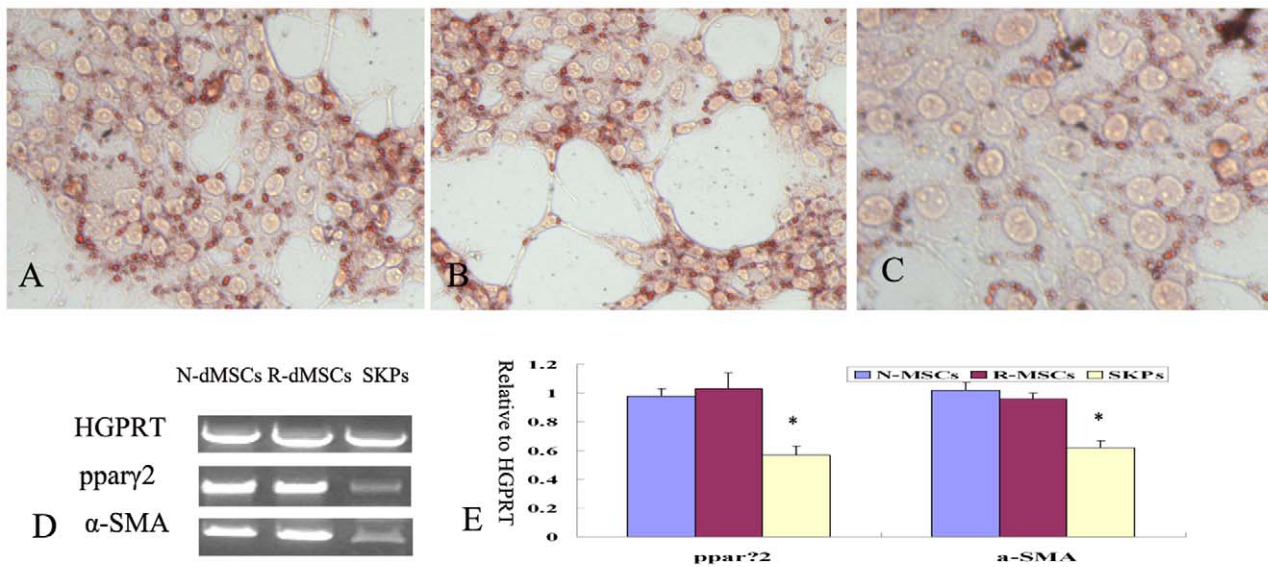 A
B
C
N-dMSCs R-dMSCs SKPs
HGPRT
pparγ2
α-SMA
D
Relative to HGPRT
1.2
1
0.8
0.6
0.4
0.2
0
N-MSCs R-MSCs SKPs
*
*
ppar?2
a-SMA
E